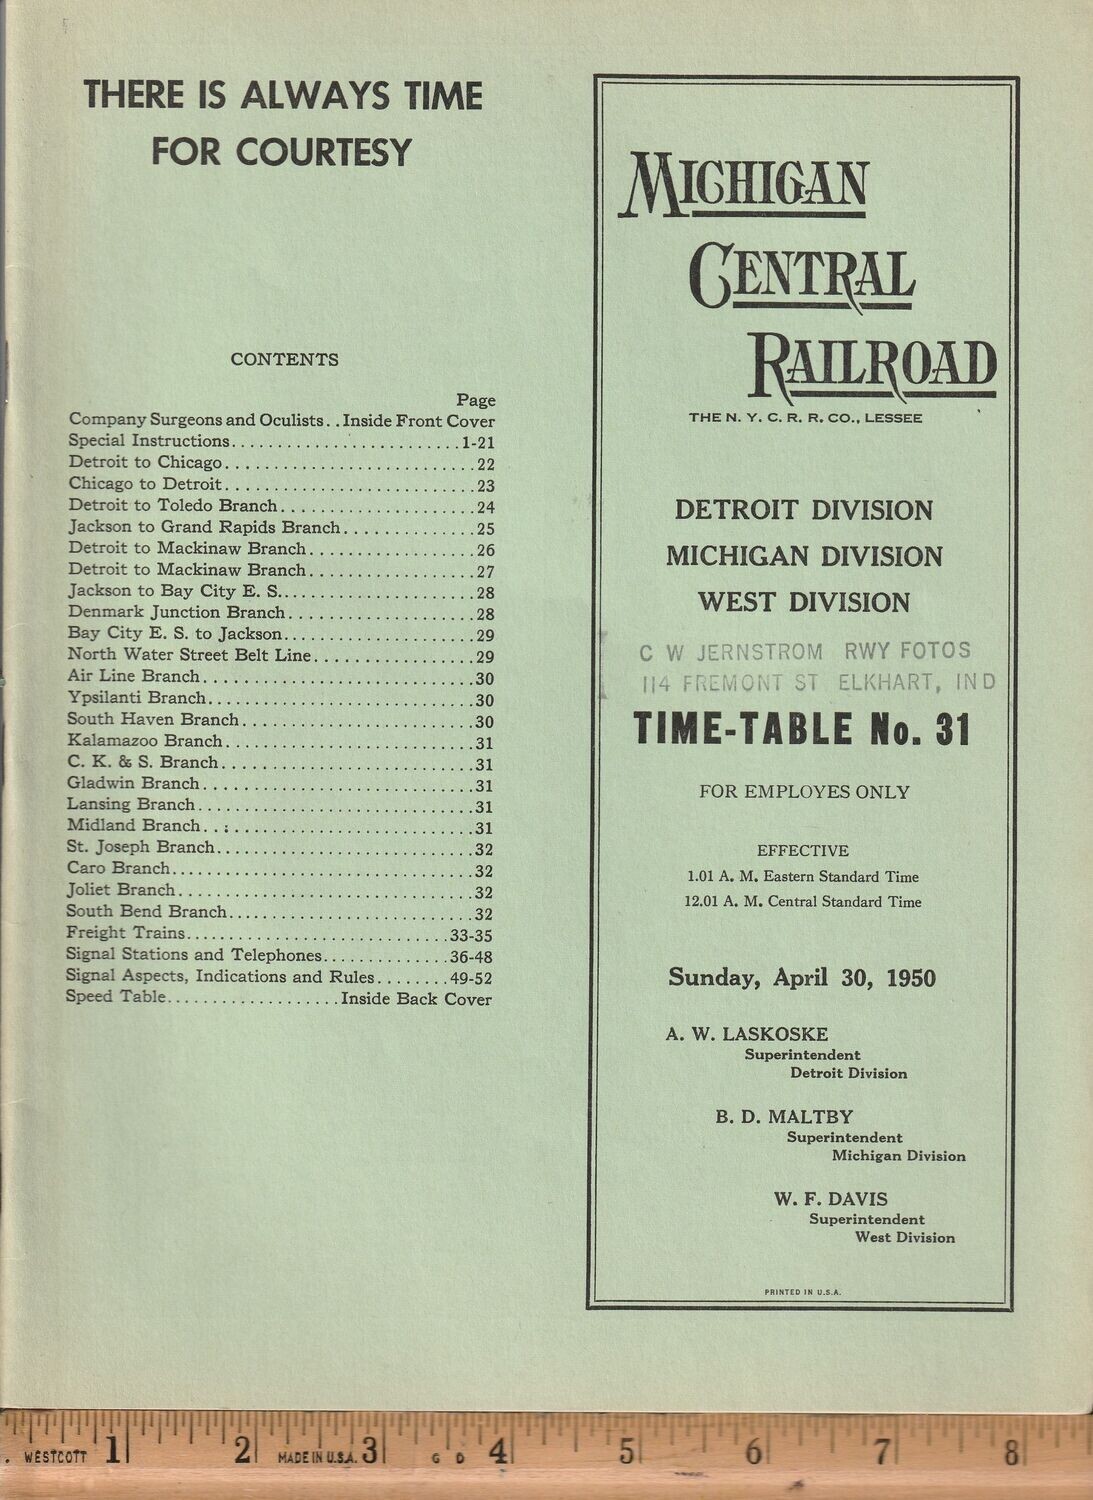 THERE IS ALWAYS TIME
FOR COURTESY
CONTENTS
Page
Company Surgeons and Oculists. . Inside Front Cover
Special Instructions........................1-21
Detroit to Chicago..........................22
Chicago to Detroit..........................23
Detroit to Toledo Branch....................24
Jackson to Grand Rapids Branch.............25
Detroit to Mackinaw Branch.................26
Detroit to Mackinaw Branch.................27
Jackson to Bay City E. S...................28
Denmark Junction Branch...................28
Bay City E. S. to Jackson...................29
North Water Street Belt Line................29
Air Line Branch.............................30
Ypsilanti Branch............................30
South Haven Branch........................30
Kalamazoo Branch..........................31
C. K. & S. Branch..........................31
Gladwin Branch............................31
Lansing Branch.............................31
Midland Branch............................31
St. Joseph Branch..........................32
Caro Branch................................32
Joliet Branch...............................32
South Bend Branch.........................32
Freight Trains............................33-35
Signal Stations and Telephones..............36-48
Signal Aspects, Indications and Rules........49-52
Speed Table..................Inside Back Cover
MICHIGAN
CENTRAL
RAILROAD
THE N. Y. C. R. R. CO., LESSEE
DETROIT DIVISION
MICHIGAN DIVISION
WEST DIVISION
C W JERNSTROM RWY FOTOS
114 FREMONT ST ELKHART, IND
TIME-TABLE No. 31
FOR EMPLOYES ONLY
EFFECTIVE
1.01 A. M. Eastern Standard Time
12.01 A. M. Central Standard Time
Sunday, April 30, 1950
A. W. LASKOSKE
Superintendent
Detroit Division
B. D. MALTBY
Superintendent
Michigan Division
W. F. DAVIS
Superintendent
West Division
PRINTED IN U.S.A.
WESTCOTT 1 2 MADE IN U.S.A. 3 G D 4 5 6 7 8